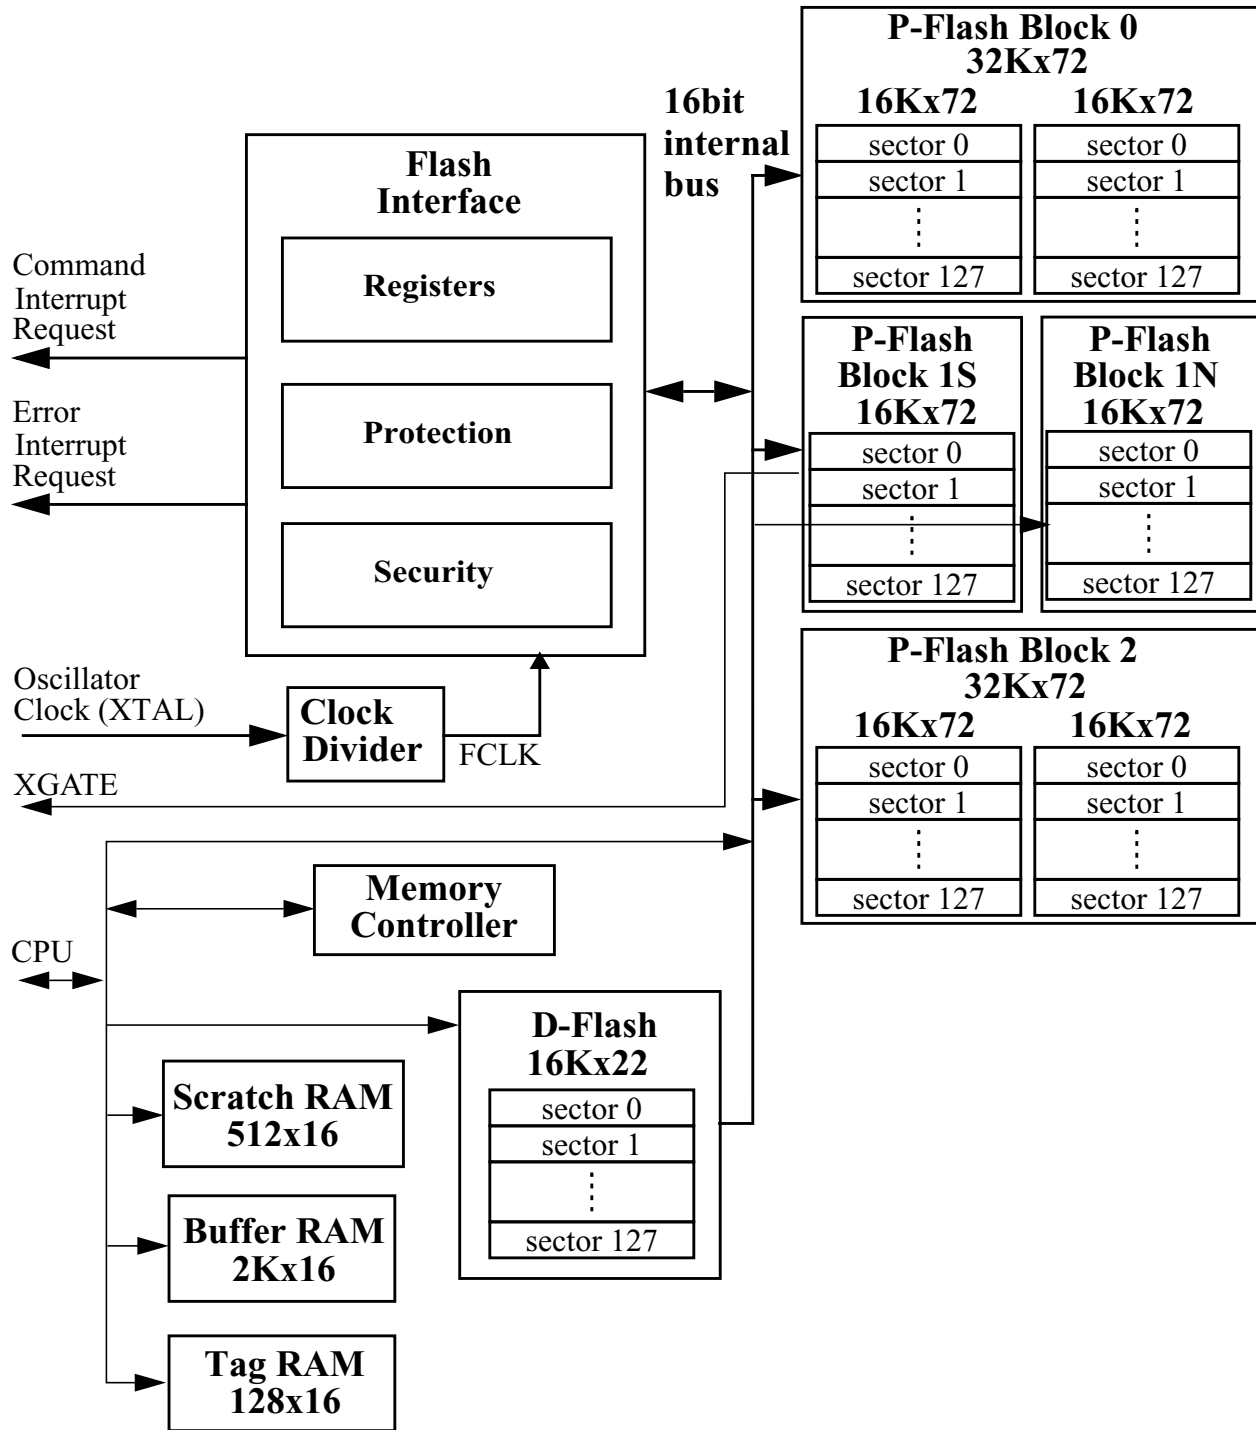 P-Flash Block 0
32Kx72
16Kx72 16Kx72
sector 0 sector 0
sector 1 sector 1
sector 127 sector 127
16bit
internal
bus
Flash
Interface
Registers
Protection
Security
Command
Interrupt
Request
Error
Interrupt
Request
P-Flash
Block 1S
16Kx72
sector 0
sector 1
sector 127
P-Flash
Block 1N
16Kx72
sector 0
sector 1
sector 127
Oscillator
Clock (XTAL)
Clock
Divider
FCLK
XGATE
P-Flash Block 2
32Kx72
16Kx72 16Kx72
sector 0 sector 0
sector 1 sector 1
sector 127 sector 127
Memory
Controller
CPU
D-Flash
16Kx22
sector 0
sector 1
sector 127
Scratch RAM
512x16
Buffer RAM
2Kx16
Tag RAM
128x16